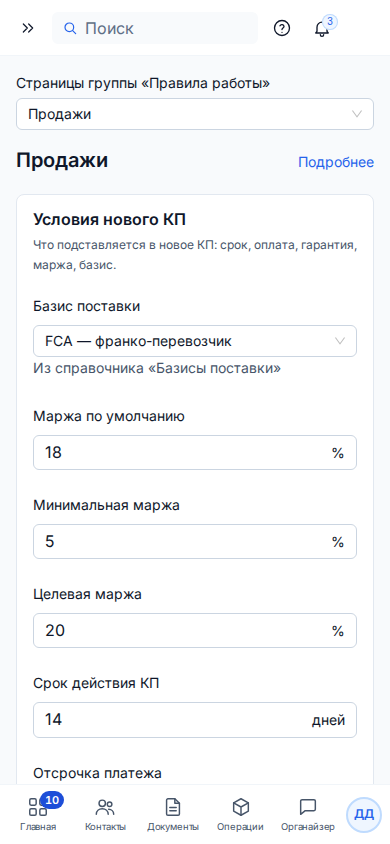 Поиск
3
Страницы группы «Правила работы»
Продажи
Продажи
Подробнее
Условия нового КП
Что подставляется в новое КП: срок, оплата, гарантия,
маржа, базис.
Базис поставки
FCA — франко-перевозчик
Из справочника «Базисы поставки»
Маржа по умолчанию
18 %
Минимальная маржа
5 %
Целевая маржа
20 %
Срок действия КП
14 дней
Отсрочка платежа
10
Главная
Контакты
Документы
Операции
Органайзер
ДД